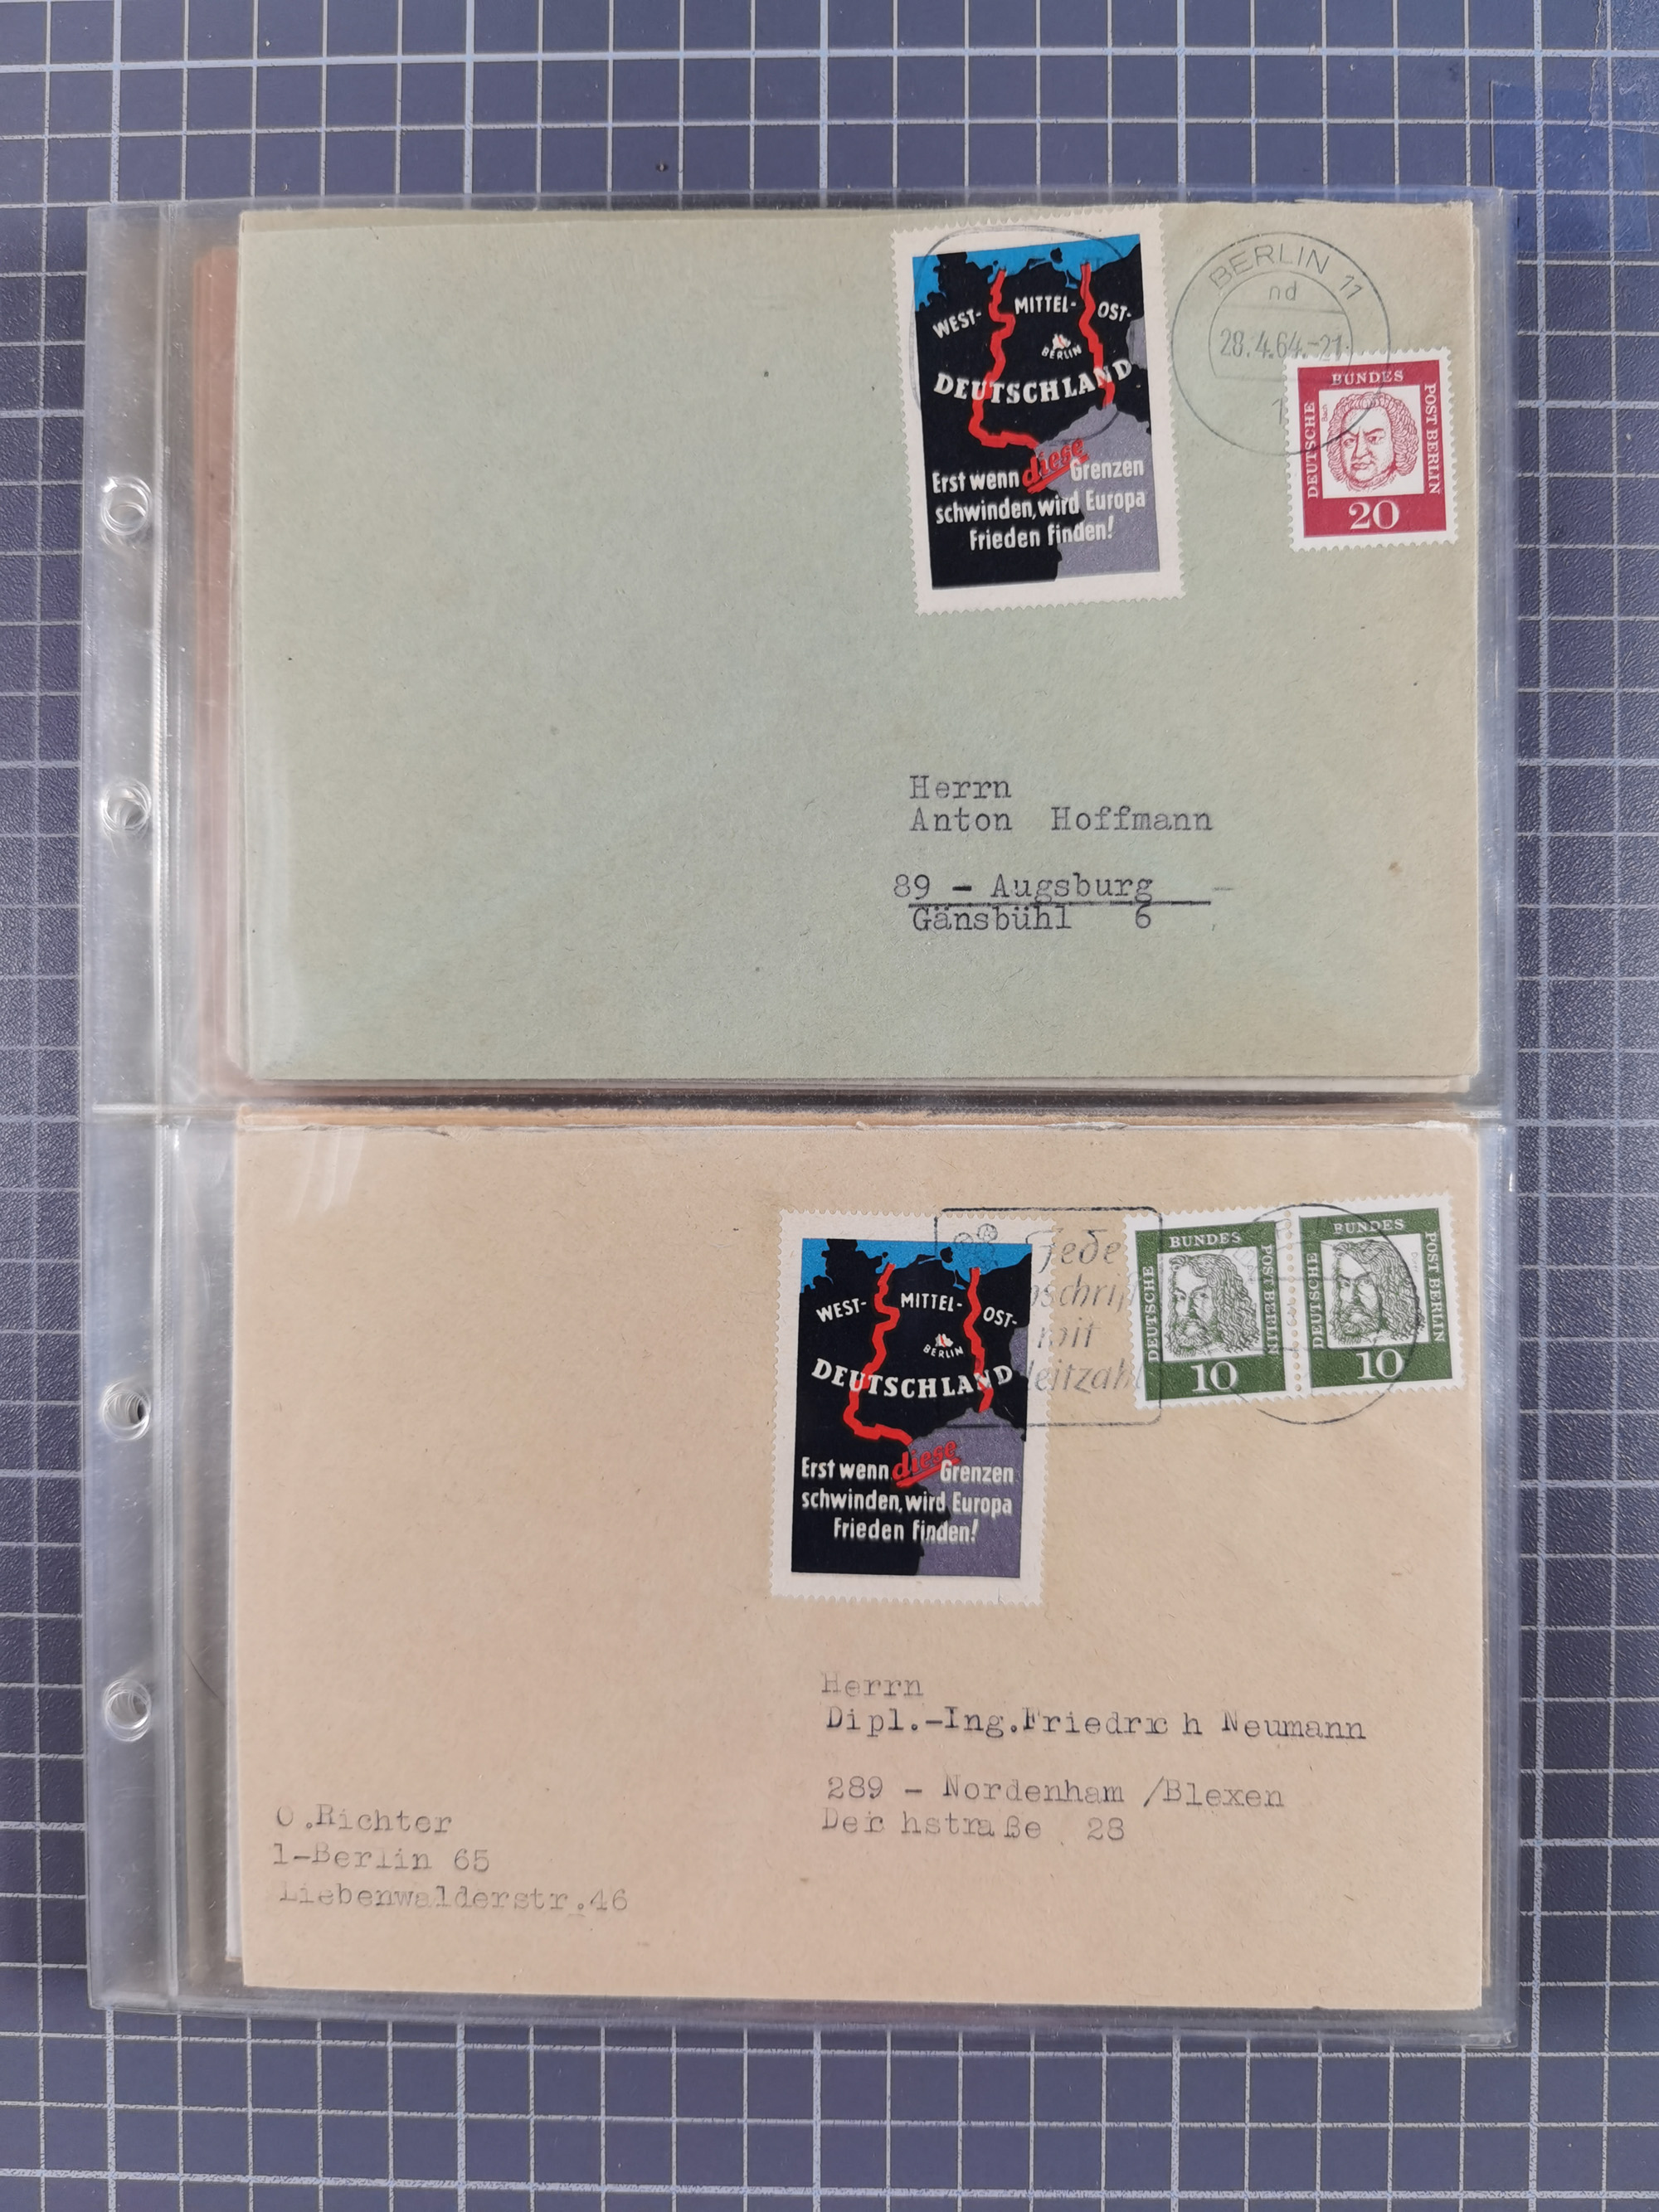 WEST- MITTEL- OST-
BERLIN
DEUTSCHLAND
Erst wenn diese Grenzen
schwinden, wird Europa
Frieden finden!
BERLIN 11
nd
28.4.64.-21
DEUTSCHE BUNDES POST BERLIN
Bach
20
Herrn
Anton Hoffmann
89 - Augsburg
Gänsbühl 6
WEST- MITTEL- OST-
BERLIN
DEUTSCHLAND
Erst wenn diese Grenzen
schwinden, wird Europa
Frieden finden!
Jede
mit
DEUTSCHE BUNDES POST BERLIN
10
DEUTSCHE BUNDES POST BERLIN
10
Herrn
Dipl.-Ing.Friedrich Neumann
289 - Nordenham /Blexen
Deichstraße 28
O.Richter
1-Berlin 65
Liebenwalderstr.46